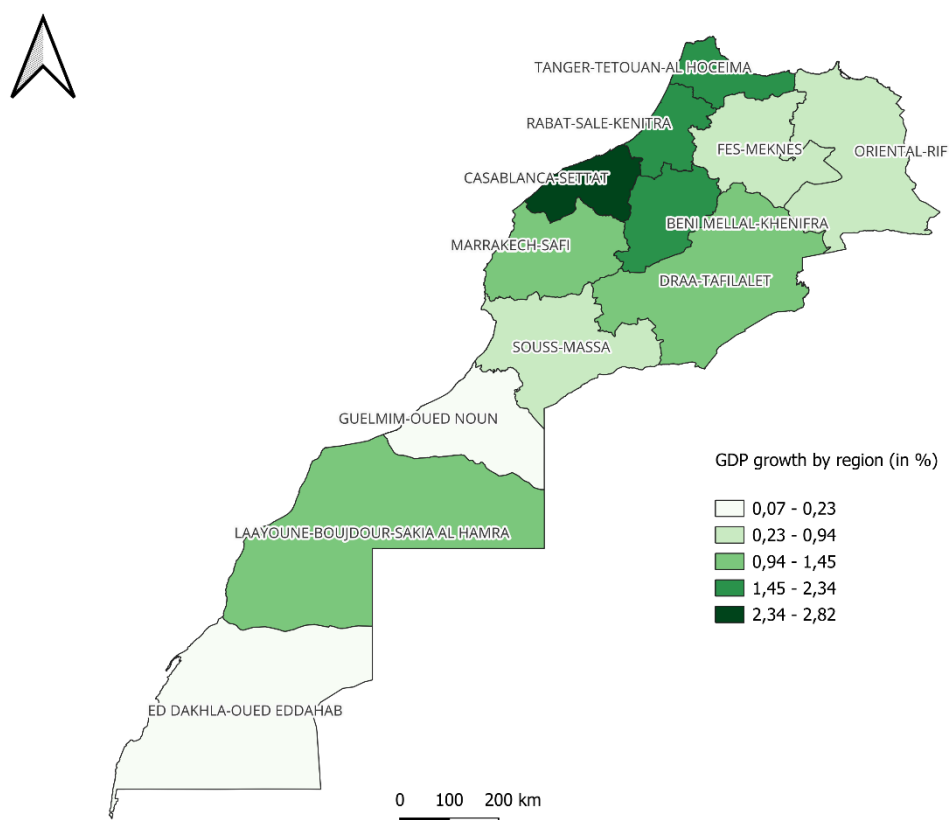 TANGER-TETOUAN-AL HOCEIMA
RABAT-SALE-KENITRA
FES-MEKNES
ORIENTAL-RIF
CASABLANCA-SETTAT
BENI MELLAL-KHENIFRA
MARRAKECH-SAFI
DRAA-TAFILALET
SOUSS-MASSA
GUELMIM-OUED NOUN
LAAYOUNE-BOUJDOUR-SAKIA AL HAMRA
ED DAKHLA-OUED EDDAHAB
GDP growth by region (in %)
0,07 - 0,23
0,23 - 0,94
0,94 - 1,45
1,45 - 2,34
2,34 - 2,82
0 100 200 km